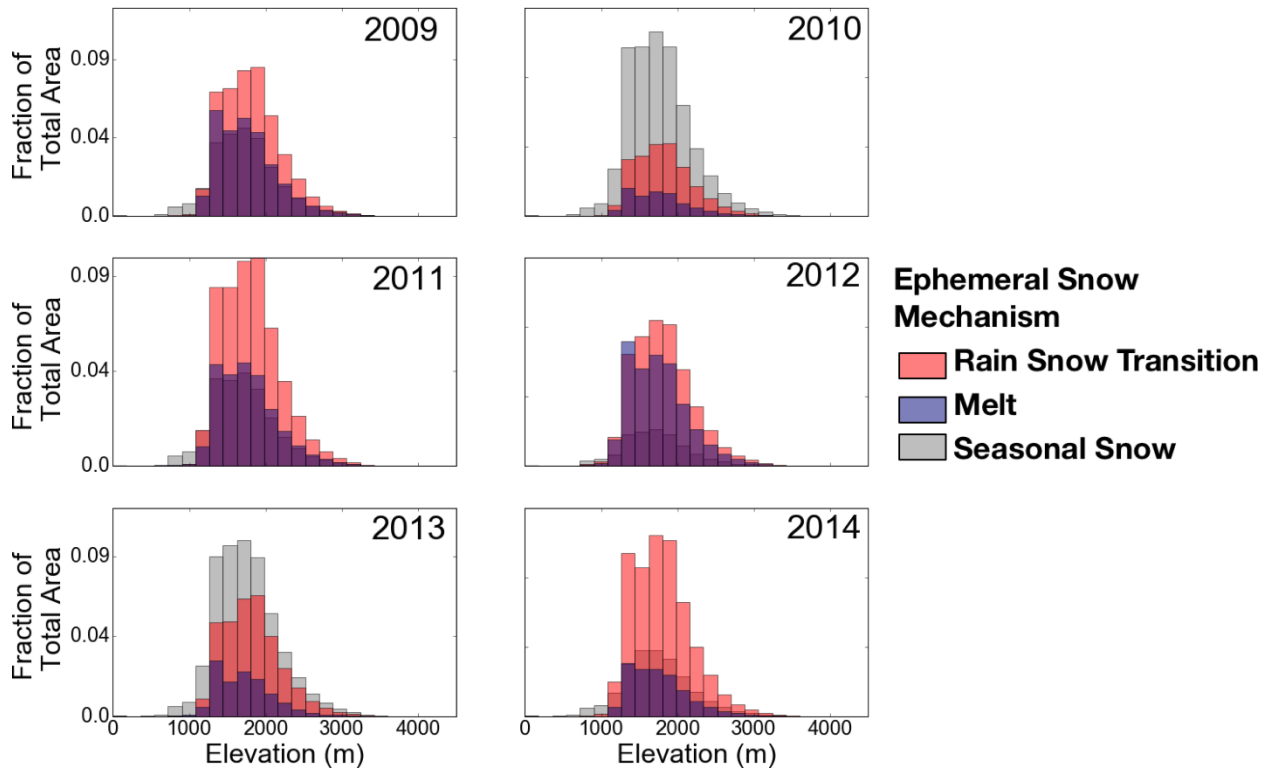 2009
2010
Fraction of
Total Area
0.09
0.04
0.0
2011
2012
Fraction of
Total Area
0.09
0.04
0.0
Ephemeral Snow
Mechanism
Rain Snow Transition
Melt
Seasonal Snow
2013
2014
Fraction of
Total Area
0.09
0.04
0.0
0 1000 2000 3000 4000
0 1000 2000 3000 4000
Elevation (m)
Elevation (m)